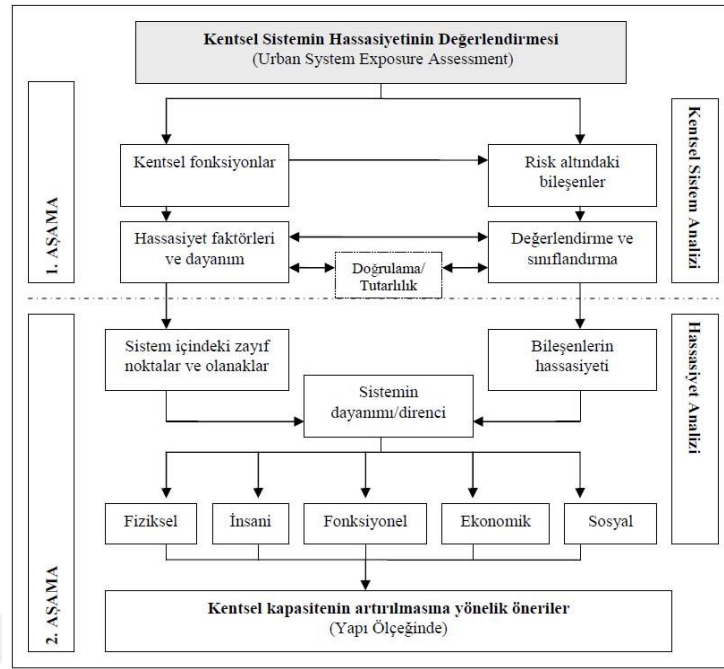 Kentsel Sistemin Hassasiyetinin Değerlendirmesi
(Urban System Exposure Assessment)
1. AŞAMA
Kentsel Sistem Analizi
Kentsel fonksiyonlar
Risk altındaki
bileşenler
Hassasiyet faktörleri
ve dayanım
Değerlendirme ve
sınıflandırma
Doğrulama/
Tutarlılık
2. AŞAMA
Hassasiyet Analizi
Sistem içindeki zayıf
noktalar ve olanaklar
Bileşenlerin
hassasiyeti
Sistemin
dayanımı/direnci
Fiziksel
İnsani
Fonksiyonel
Ekonomik
Sosyal
Kentsel kapasitenin artırılmasına yönelik öneriler
(Yapı Ölçeğinde)